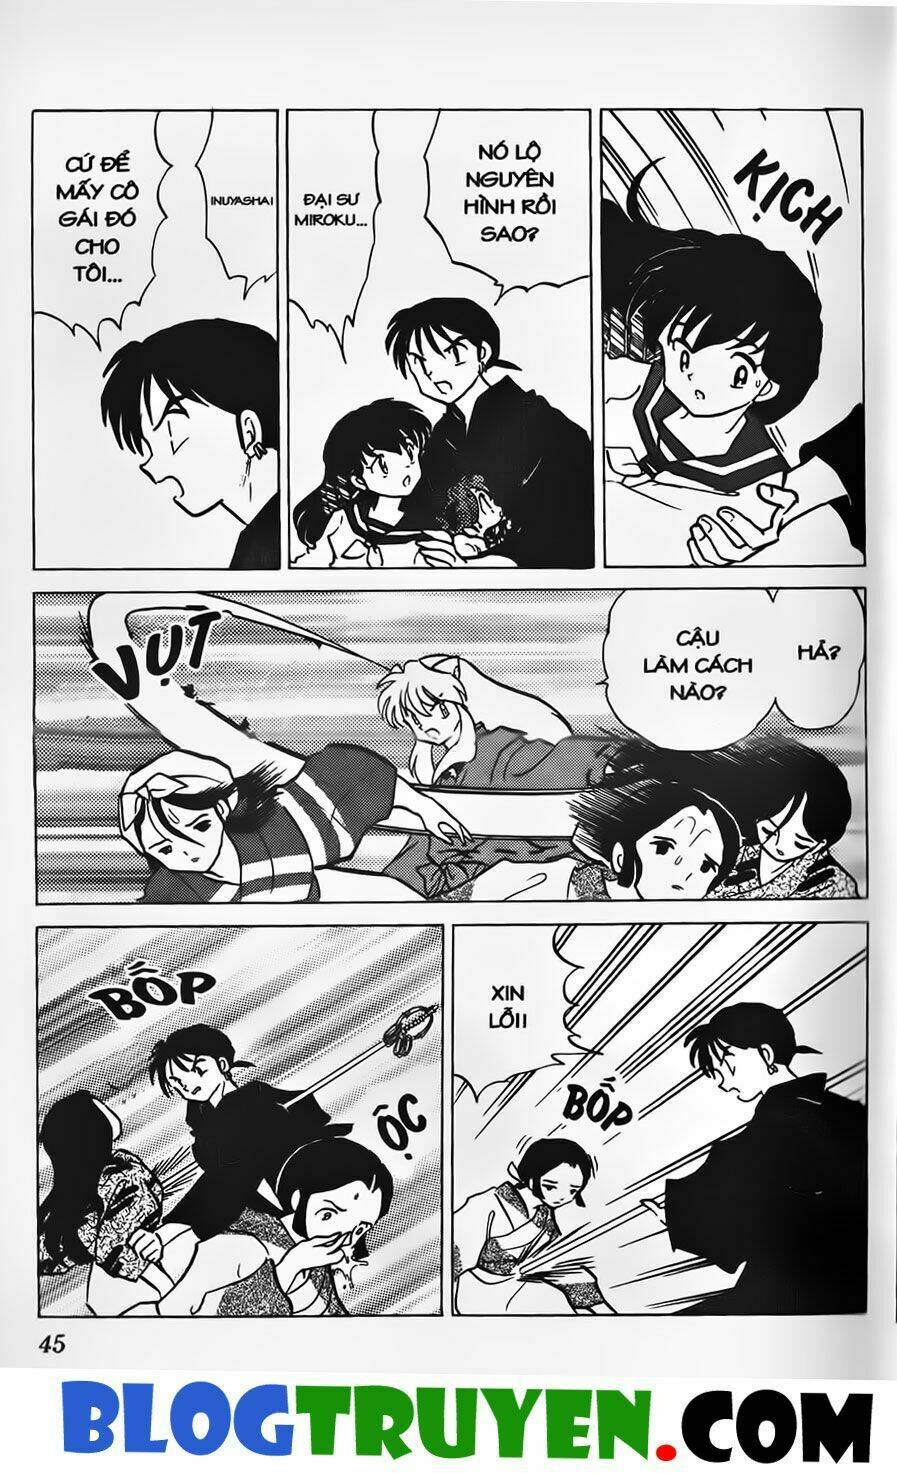 KỊCH
NÓ LỘ
NGUYÊN
HÌNH RỒI
SAO?
ĐẠI SƯ
MIROKU...
INUYASHA!
CỨ ĐỂ
MẤY CÔ
GÁI ĐÓ
CHO
TÔI...
HẢ?
CẬU
LÀM CÁCH
NÀO?
VỤT
XIN
LỖI!
BỐP
BỐP
ỘC
45
BLOGTRUYEN.COM